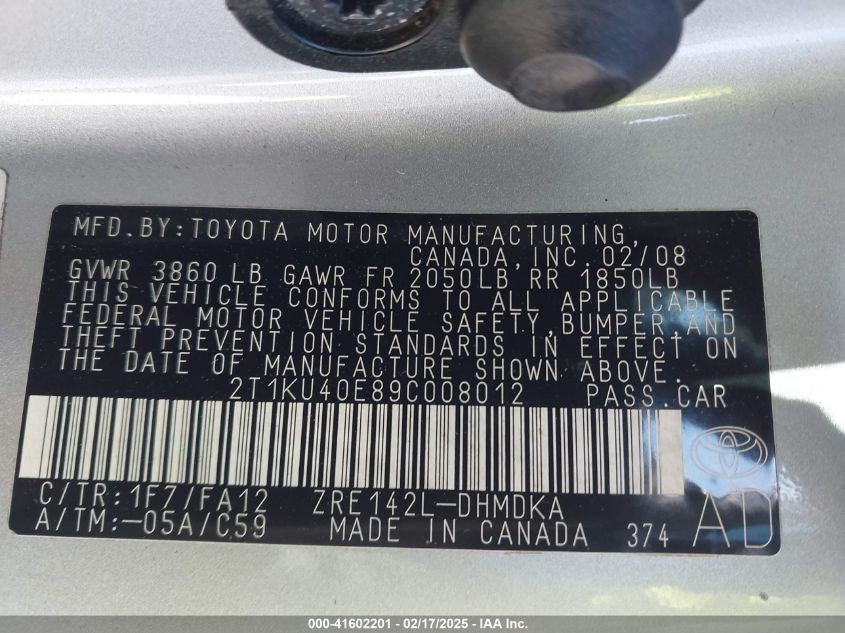 MFD.BY:TOYOTA MOTOR MANUFACTURING,
CANADA, INC. 02/08
GVWR 3860 LB GAWR FR 2050LB RR 1850LB
THIS VEHICLE CONFORMS TO ALL APPLICABLE
FEDERAL MOTOR VEHICLE SAFETY, BUMPER AND
THEFT PREVENTION STANDARDS IN EFFECT ON
THE DATE OF MANUFACTURE SHOWN ABOVE.
2T1KU40E89C008012 PASS.CAR
C/TR:1F7/FA12 ZRE142L-DHMDKA
A/TM:-05A/C59 MADE IN CANADA 374 AD
000-41602201 - 02/17/2025 - IAA Inc.